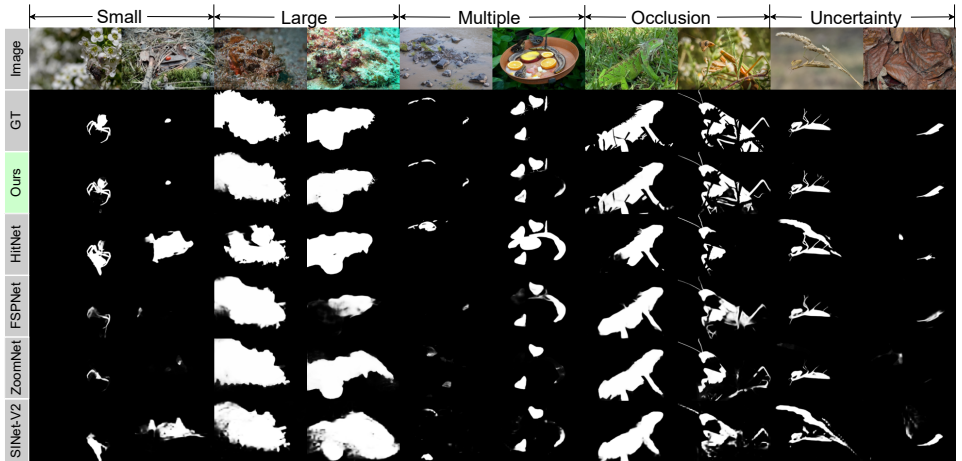 Small Large Multiple Occlusion Uncertainty
Image
GT
Ours
HitNet
FSPNet
ZoomNet
SINet-V2